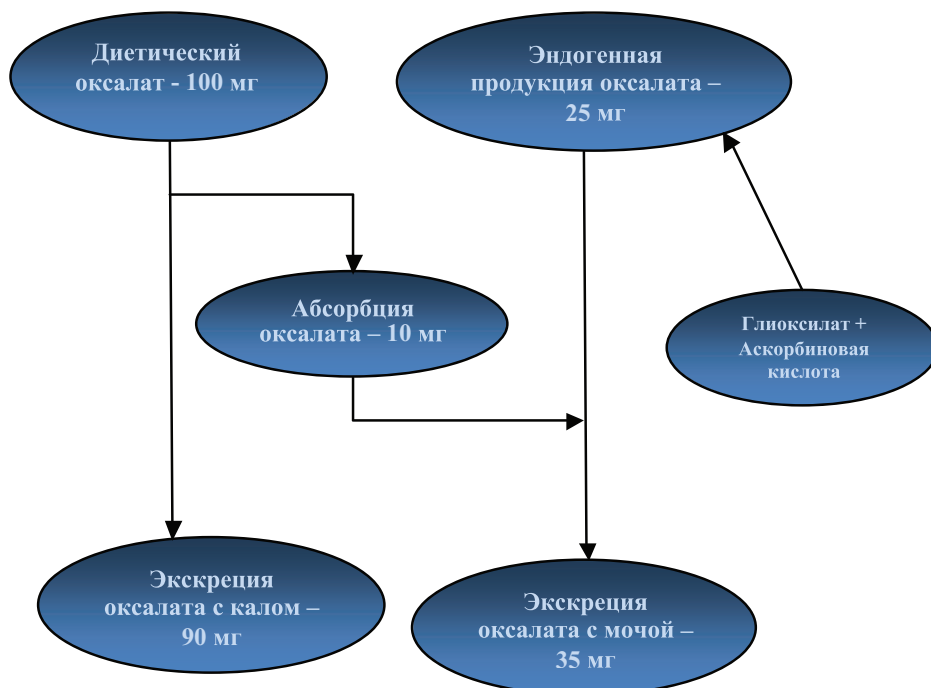 Диетический
оксалат - 100 мг
Эндогенная
продукция оксалата –
25 мг
Абсорбция
оксалата – 10 мг
Глиоксилат +
Аскорбиновая
кислота
Экскреция
оксалата с калом –
90 мг
Экскреция
оксалата с мочой –
35 мг